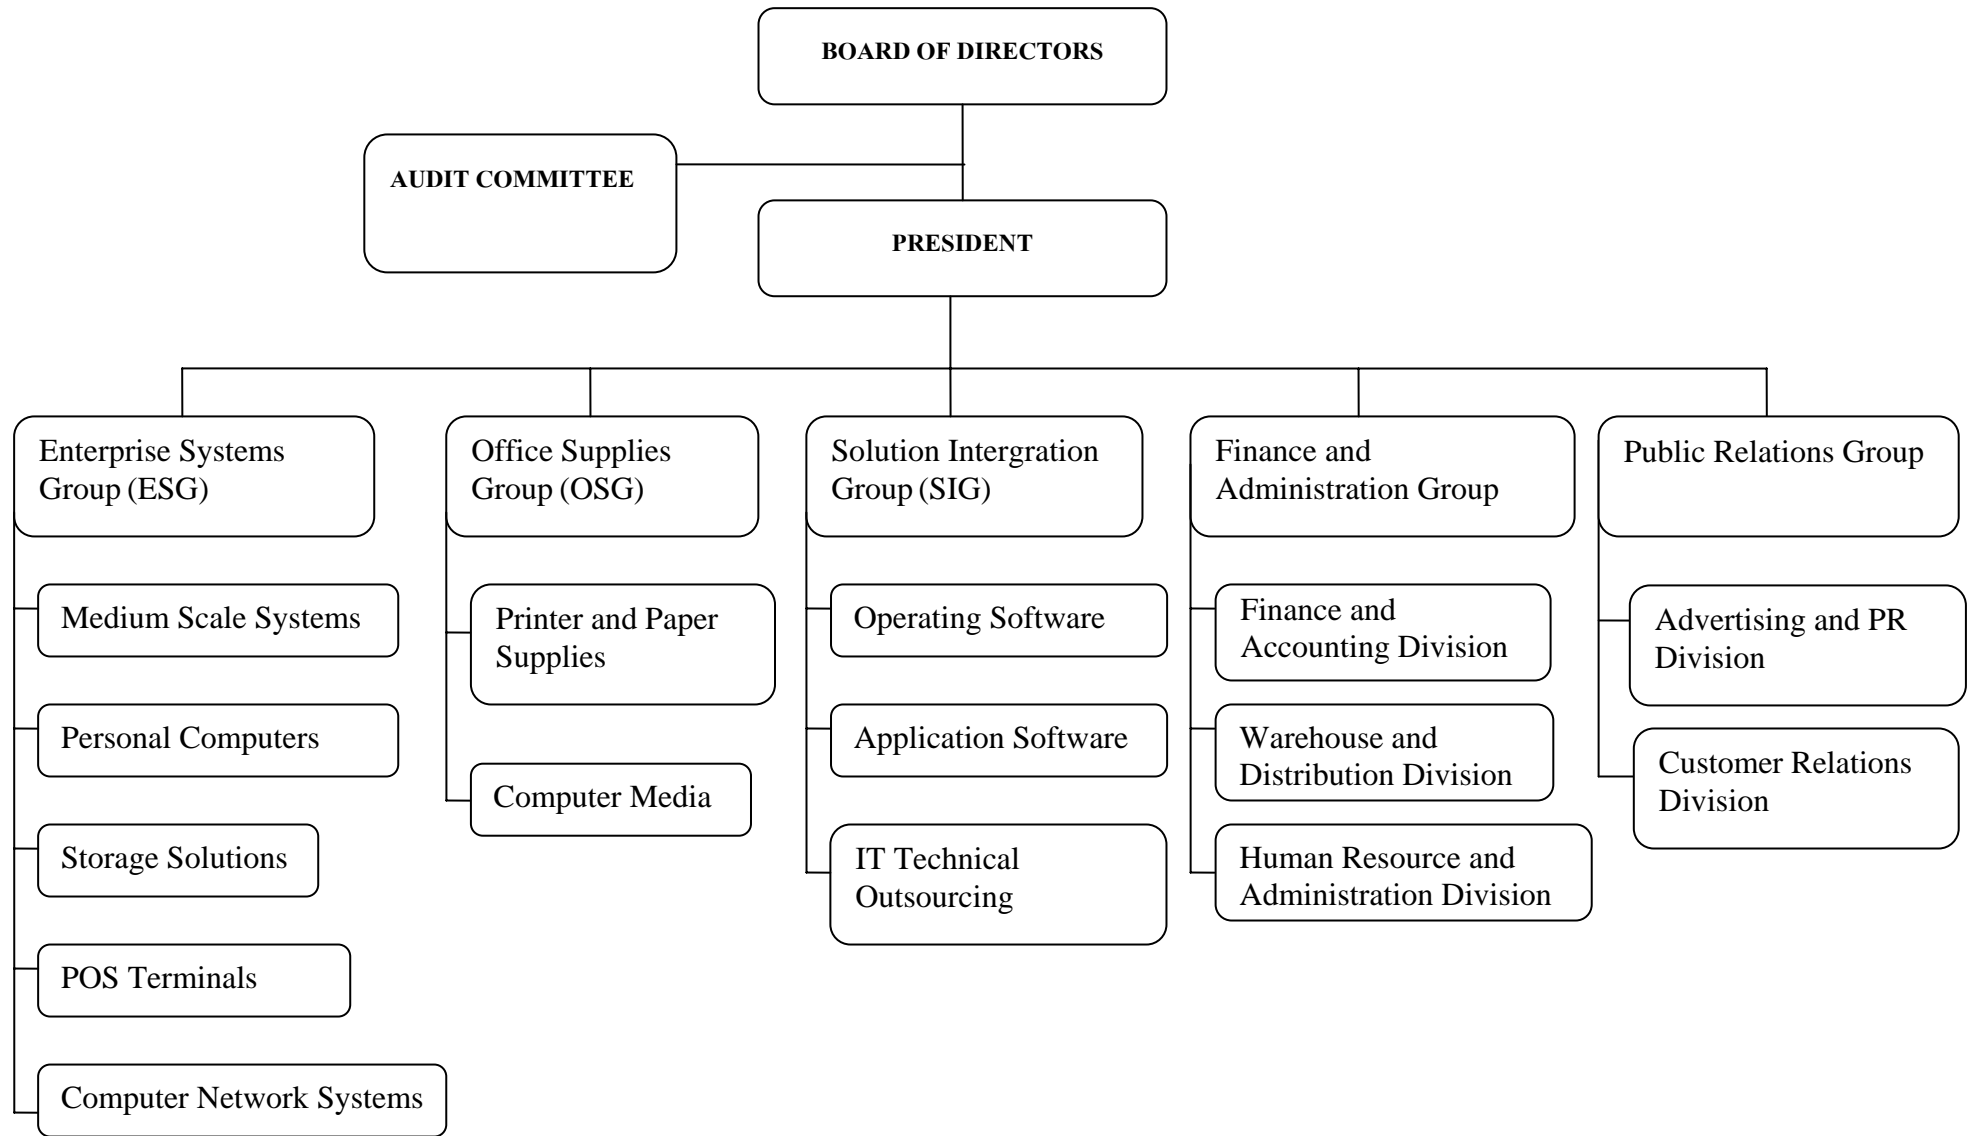 BOARD OF DIRECTORS
AUDIT COMMITTEE
PRESIDENT
Enterprise Systems
Group (ESG)
Medium Scale Systems
Personal Computers
Storage Solutions
POS Terminals
Computer Network Systems
Office Supplies
Group (OSG)
Printer and Paper
Supplies
Computer Media
Solution Intergration
Group (SIG)
Operating Software
Application Software
IT Technical
Outsourcing
Finance and
Administration Group
Finance and
Accounting Division
Warehouse and
Distribution Division
Human Resource and
Administration Division
Public Relations Group
Advertising and PR
Division
Customer Relations
Division